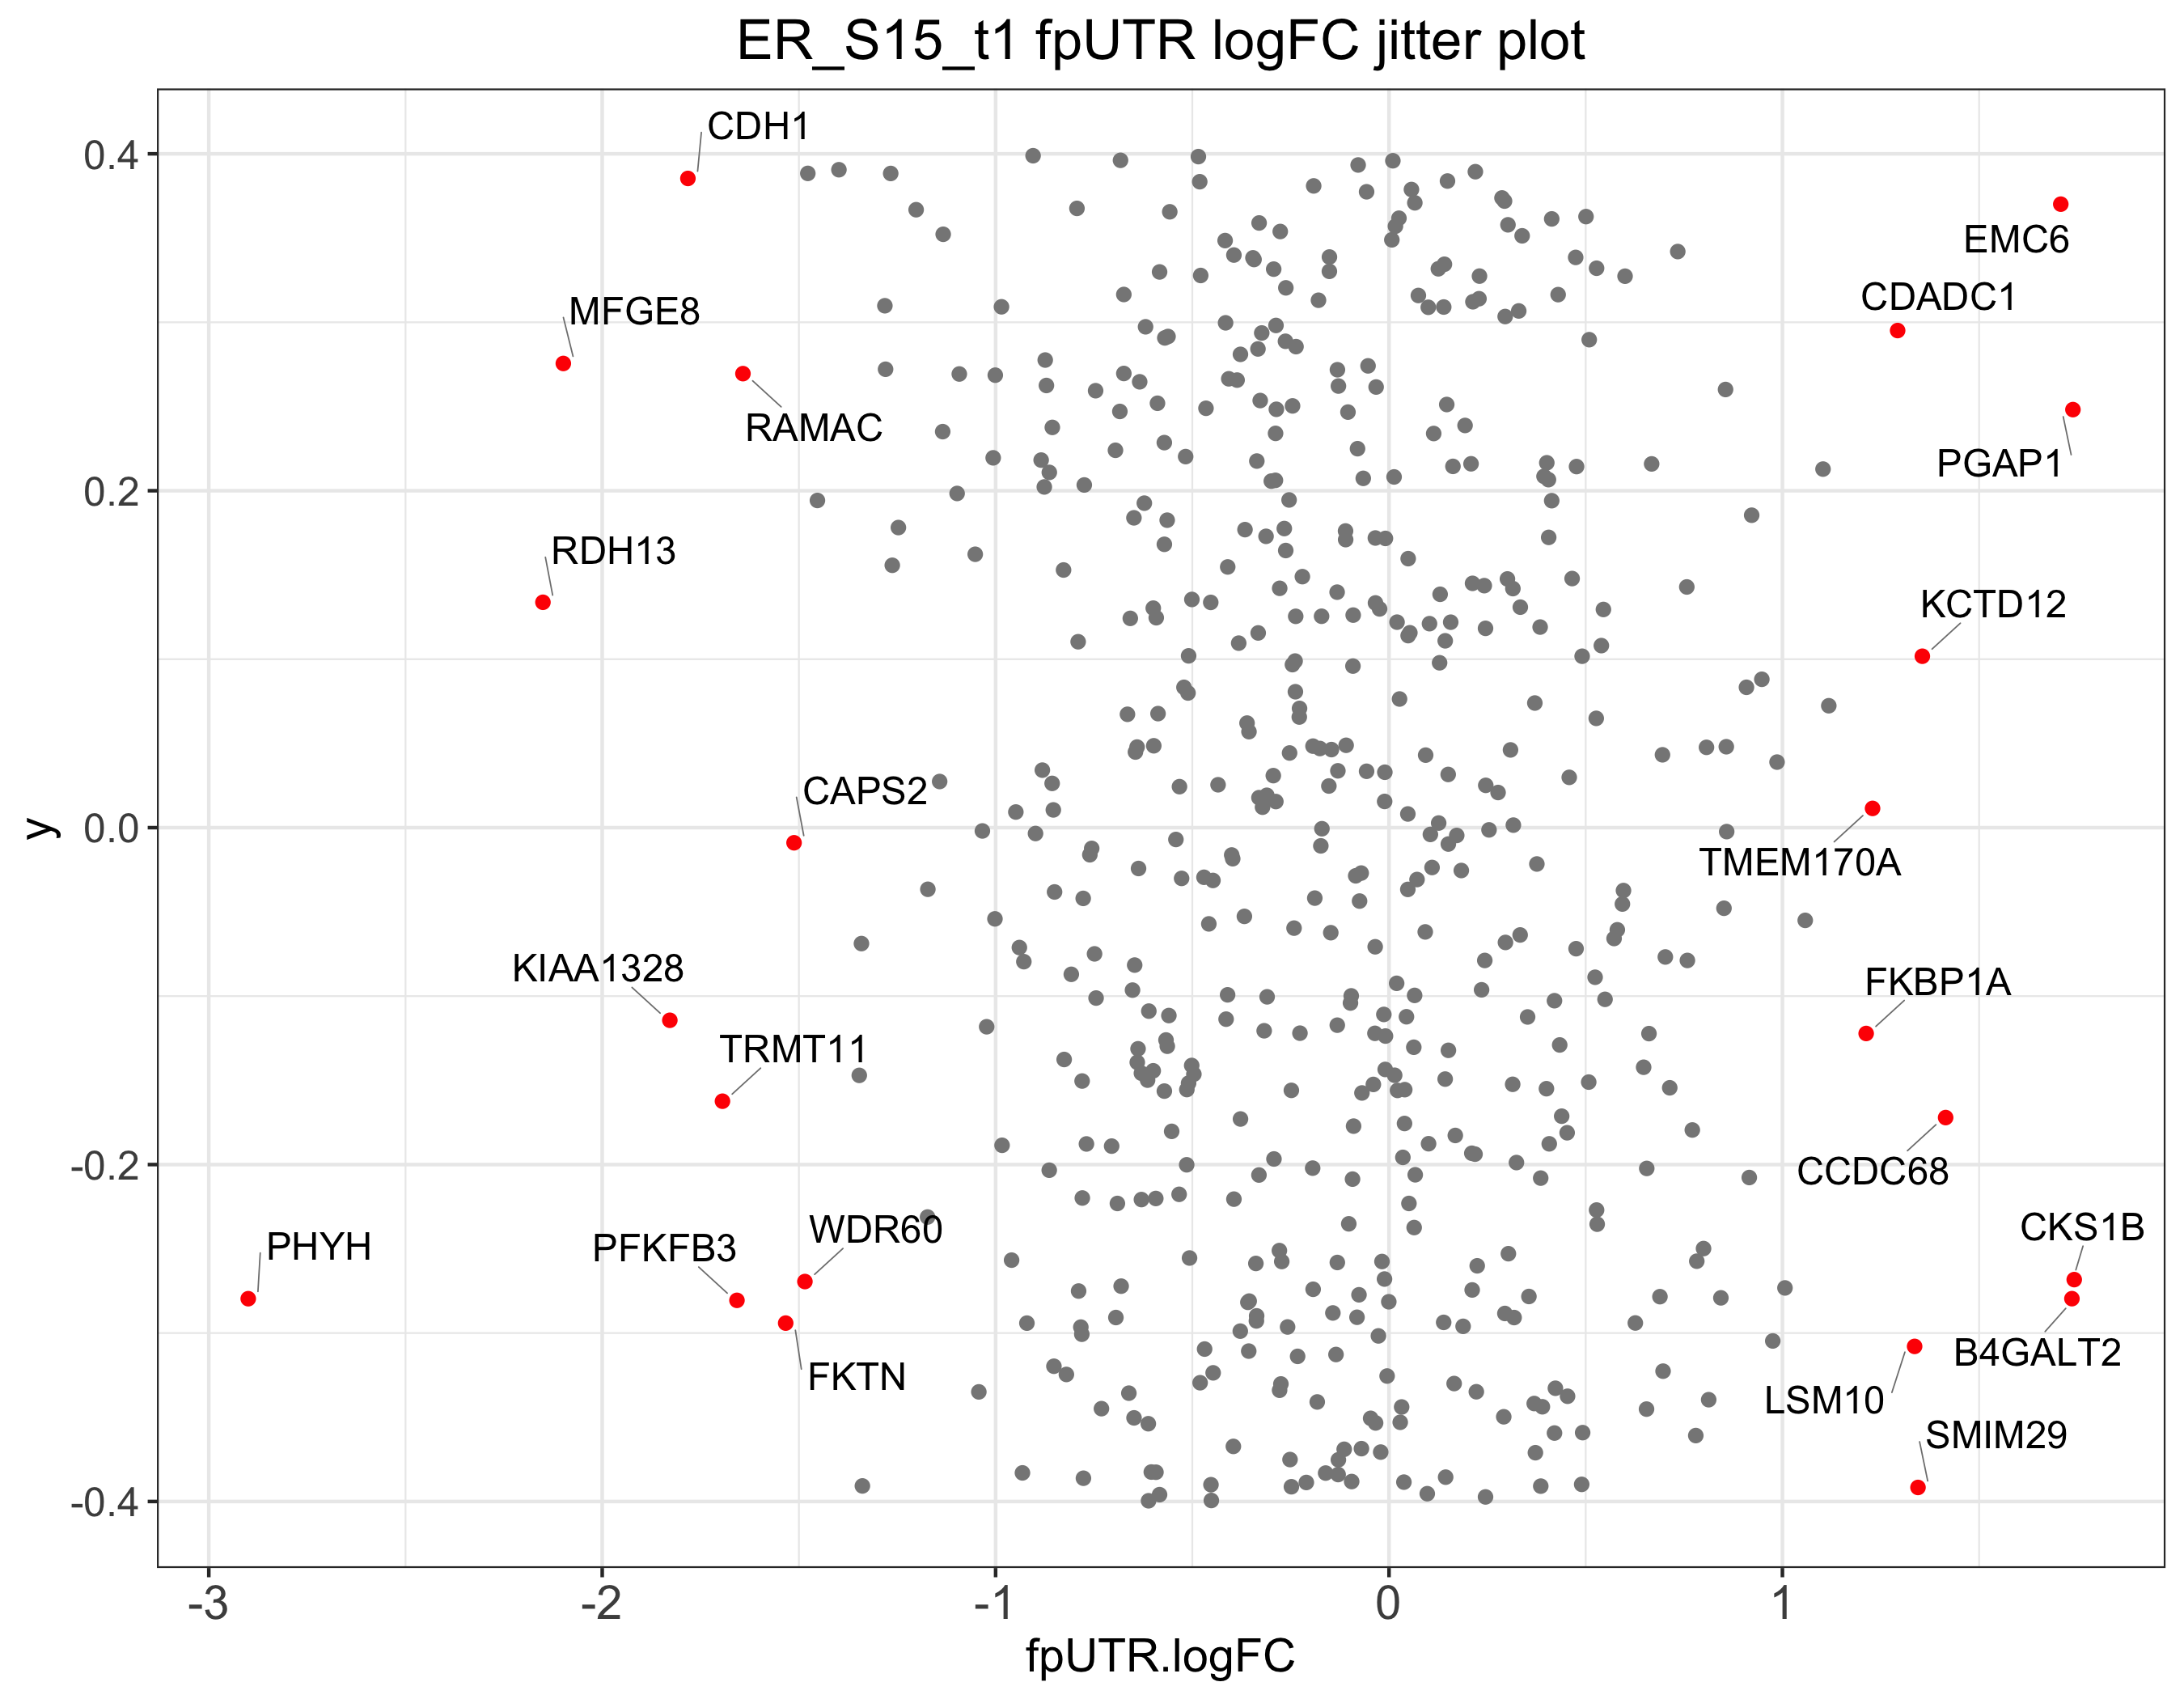 ER_S15_t1 fpUTR logFC jitter plot
CDH1
0.4
EMC6
CDADC1
MFGE8
RAMAC
PGAP1
0.2
RDH13
KCTD12
CAPS2
y
0.0
TMEM170A
KIAA1328
FKBP1A
TRMT11
-0.2
CCDC68
WDR60
CKS1B
PHYH
PFKFB3
B4GALT2
FKTN
LSM10
SMIM29
-0.4
-3 -2 -1 0 1
fpUTR.logFC